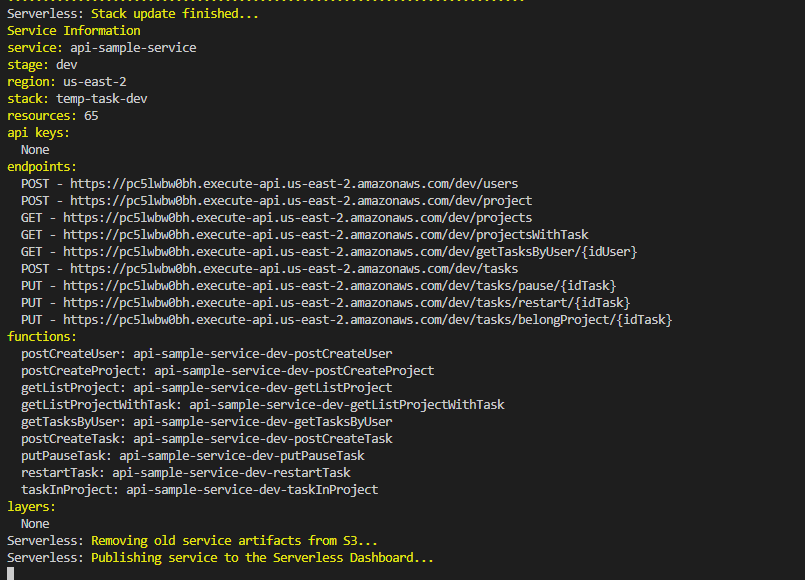 Serverless: Stack update finished...
Service Information
service: api-sample-service
stage: dev
region: us-east-2
stack: temp-task-dev
resources: 65
api keys:
  None
endpoints:
  POST - https://pc5lwbw0bh.execute-api.us-east-2.amazonaws.com/dev/users
  POST - https://pc5lwbw0bh.execute-api.us-east-2.amazonaws.com/dev/project
  GET - https://pc5lwbw0bh.execute-api.us-east-2.amazonaws.com/dev/projects
  GET - https://pc5lwbw0bh.execute-api.us-east-2.amazonaws.com/dev/projectsWithTask
  GET - https://pc5lwbw0bh.execute-api.us-east-2.amazonaws.com/dev/getTasksByUser/{idUser}
  POST - https://pc5lwbw0bh.execute-api.us-east-2.amazonaws.com/dev/tasks
  PUT - https://pc5lwbw0bh.execute-api.us-east-2.amazonaws.com/dev/tasks/pause/{idTask}
  PUT - https://pc5lwbw0bh.execute-api.us-east-2.amazonaws.com/dev/tasks/restart/{idTask}
  PUT - https://pc5lwbw0bh.execute-api.us-east-2.amazonaws.com/dev/tasks/belongProject/{idTask}
functions:
  postCreateUser: api-sample-service-dev-postCreateUser
  postCreateProject: api-sample-service-dev-postCreateProject
  getListProject: api-sample-service-dev-getListProject
  getListProjectWithTask: api-sample-service-dev-getListProjectWithTask
  getTasksByUser: api-sample-service-dev-getTasksByUser
  postCreateTask: api-sample-service-dev-postCreateTask
  putPauseTask: api-sample-service-dev-putPauseTask
  restartTask: api-sample-service-dev-restartTask
  taskInProject: api-sample-service-dev-taskInProject
layers:
  None
Serverless: Removing old service artifacts from S3...
Serverless: Publishing service to the Serverless Dashboard...